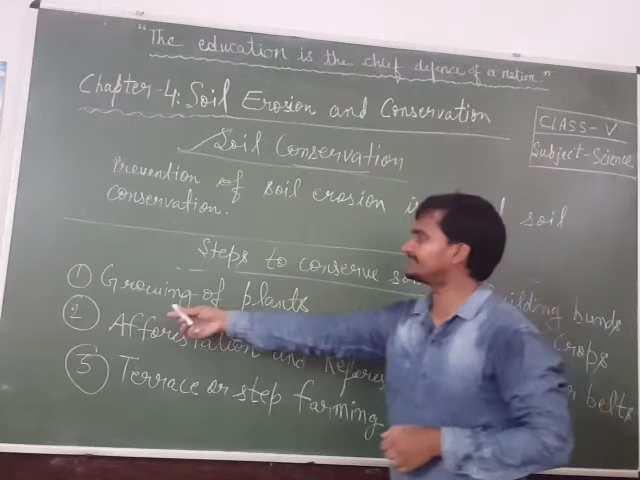 "The education is the chief defence of a nation"
Chapter-4: Soil Erosion and Conservation
CLASS-V
Subject-Science
Soil Conservation
Prevention of soil erosion is soil
conservation.
Steps to conserve
① Growing of plants
② Afforestation and
③ Terrace or step farming
building bunds
Crops
belts